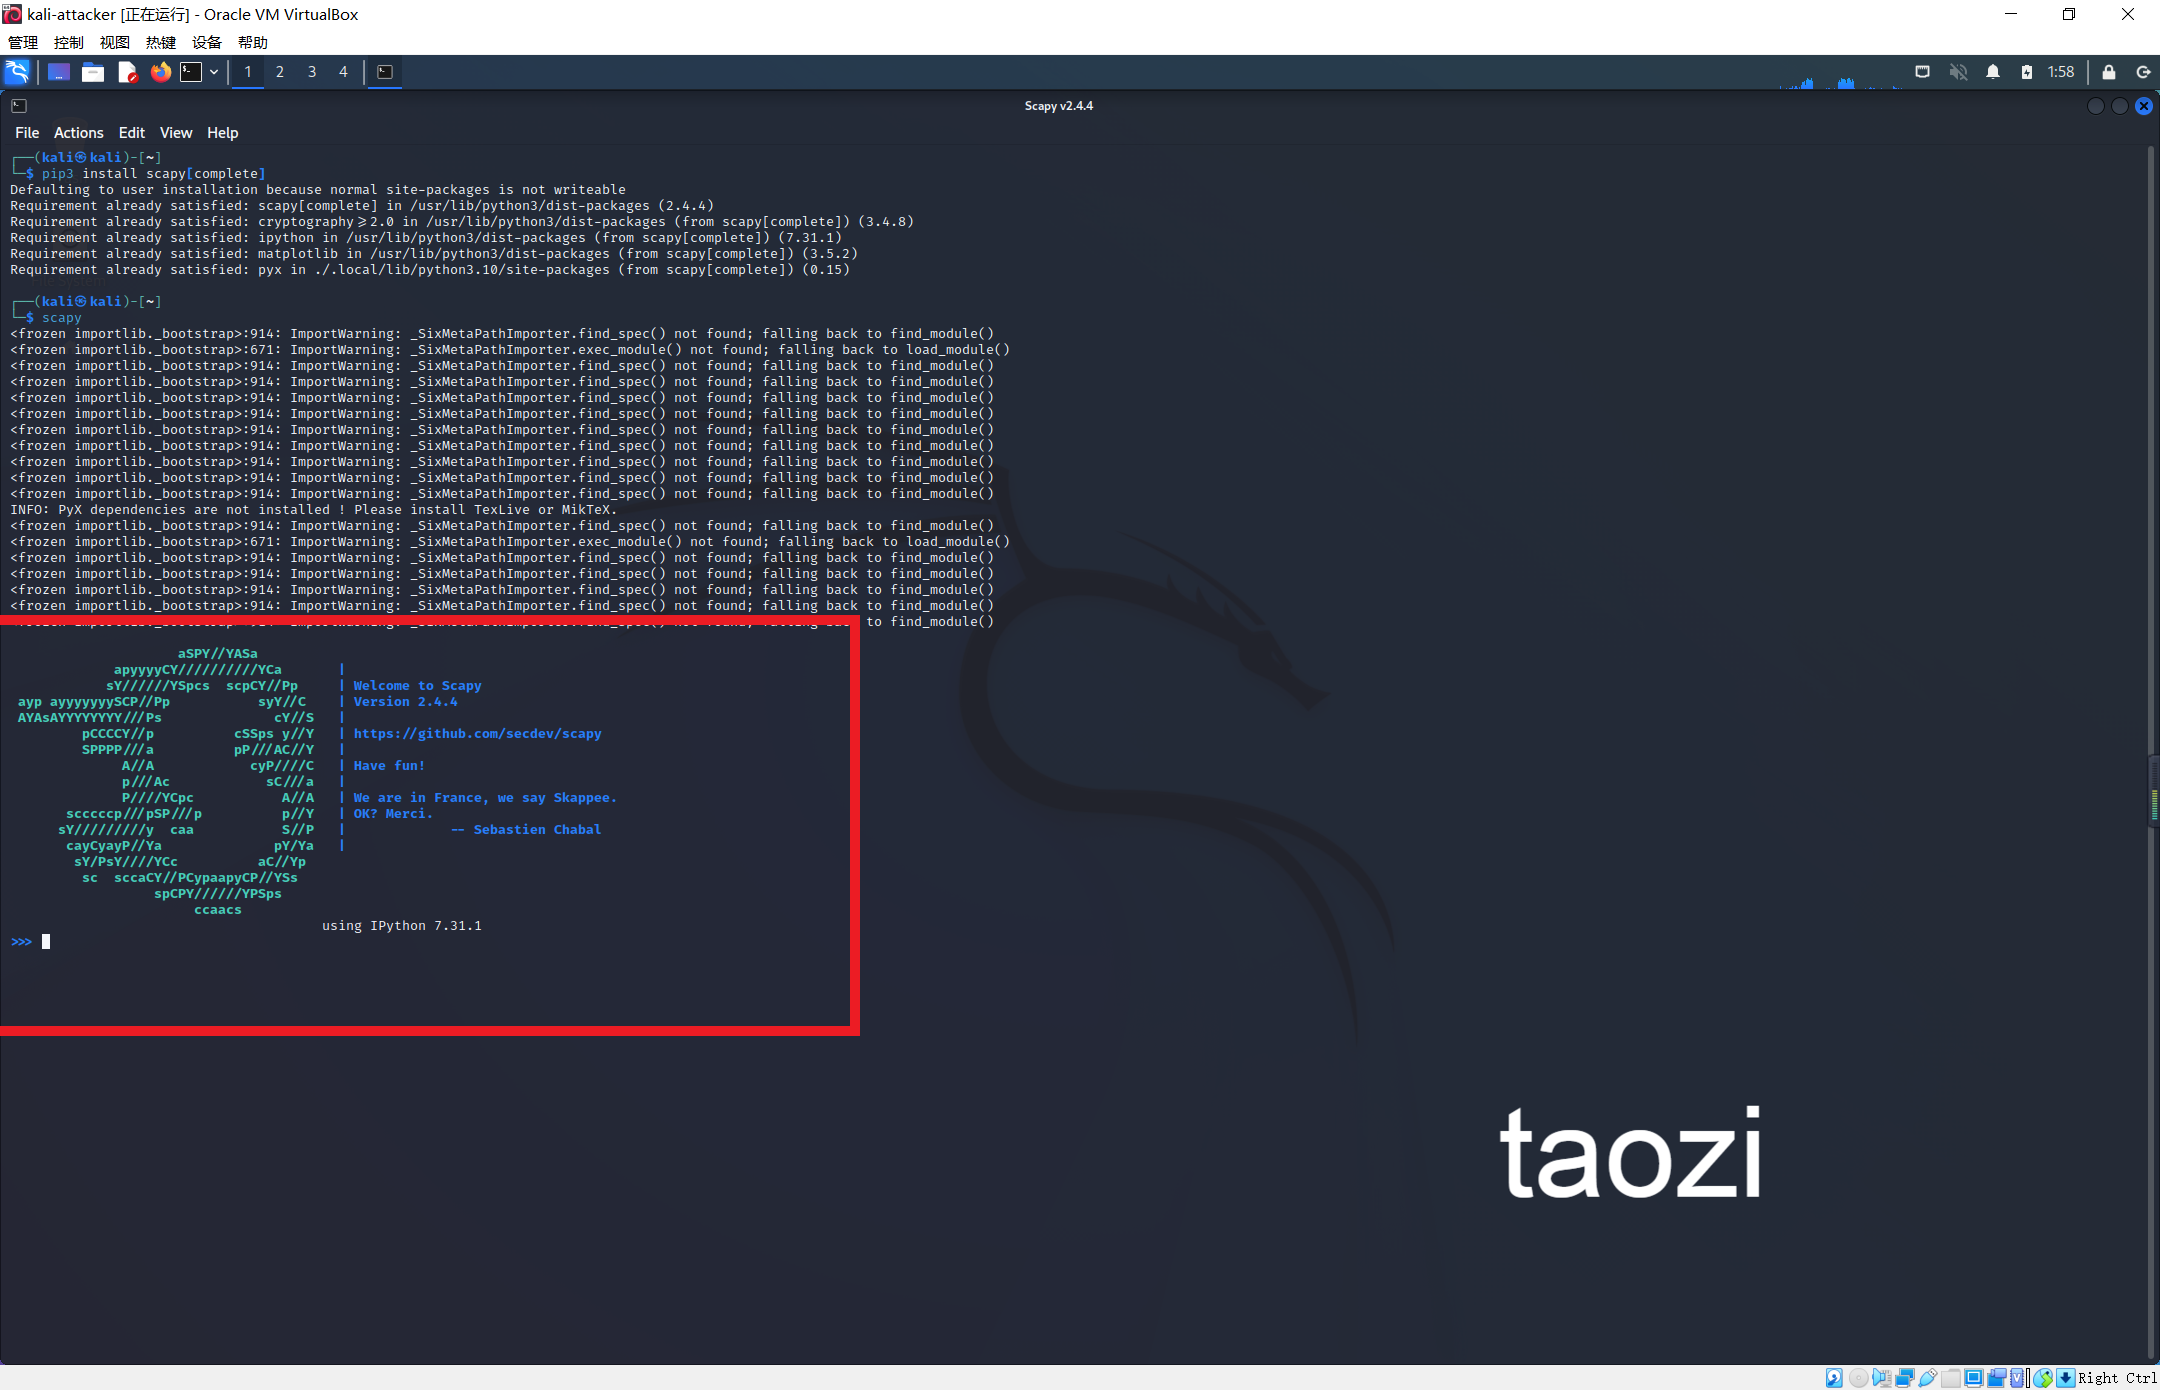 kali-attacker [正在运行] - Oracle VM VirtualBox
管理 控制 视图 热键 设备 帮助
1 2 3 4 1:58
Scapy v2.4.4
File Actions Edit View Help
┌──(kali㉿kali)-[~]
└─$ pip3 install scapy[complete]
Defaulting to user installation because normal site-packages is not writeable
Requirement already satisfied: scapy[complete] in /usr/lib/python3/dist-packages (2.4.4)
Requirement already satisfied: cryptography>=2.0 in /usr/lib/python3/dist-packages (from scapy[complete]) (3.4.8)
Requirement already satisfied: ipython in /usr/lib/python3/dist-packages (from scapy[complete]) (7.31.1)
Requirement already satisfied: matplotlib in /usr/lib/python3/dist-packages (from scapy[complete]) (3.5.2)
Requirement already satisfied: pyx in ./.local/lib/python3.10/site-packages (from scapy[complete]) (0.15)
┌──(kali㉿kali)-[~]
└─$ scapy
<frozen importlib._bootstrap>:914: ImportWarning: _SixMetaPathImporter.find_spec() not found; falling back to find_module()
<frozen importlib._bootstrap>:671: ImportWarning: _SixMetaPathImporter.exec_module() not found; falling back to load_module()
<frozen importlib._bootstrap>:914: ImportWarning: _SixMetaPathImporter.find_spec() not found; falling back to find_module()
<frozen importlib._bootstrap>:914: ImportWarning: _SixMetaPathImporter.find_spec() not found; falling back to find_module()
<frozen importlib._bootstrap>:914: ImportWarning: _SixMetaPathImporter.find_spec() not found; falling back to find_module()
<frozen importlib._bootstrap>:914: ImportWarning: _SixMetaPathImporter.find_spec() not found; falling back to find_module()
<frozen importlib._bootstrap>:914: ImportWarning: _SixMetaPathImporter.find_spec() not found; falling back to find_module()
<frozen importlib._bootstrap>:914: ImportWarning: _SixMetaPathImporter.find_spec() not found; falling back to find_module()
<frozen importlib._bootstrap>:914: ImportWarning: _SixMetaPathImporter.find_spec() not found; falling back to find_module()
<frozen importlib._bootstrap>:914: ImportWarning: _SixMetaPathImporter.find_spec() not found; falling back to find_module()
<frozen importlib._bootstrap>:914: ImportWarning: _SixMetaPathImporter.find_spec() not found; falling back to find_module()
INFO: PyX dependencies are not installed ! Please install TexLive or MikTeX.
<frozen importlib._bootstrap>:914: ImportWarning: _SixMetaPathImporter.find_spec() not found; falling back to find_module()
<frozen importlib._bootstrap>:671: ImportWarning: _SixMetaPathImporter.exec_module() not found; falling back to load_module()
<frozen importlib._bootstrap>:914: ImportWarning: _SixMetaPathImporter.find_spec() not found; falling back to find_module()
<frozen importlib._bootstrap>:914: ImportWarning: _SixMetaPathImporter.find_spec() not found; falling back to find_module()
<frozen importlib._bootstrap>:914: ImportWarning: _SixMetaPathImporter.find_spec() not found; falling back to find_module()
<frozen importlib._bootstrap>:914: ImportWarning: _SixMetaPathImporter.find_spec() not found; falling back to find_module()
to find_module()
aSPY//YASa
apyyyyCY//////////YCa |
sY//////YSpcs scpCY//Pp | Welcome to Scapy
ayp ayyyyyyySCP//Pp syY//C | Version 2.4.4
AYAsAYYYYYYYY///Ps cY//S |
pCCCCY//p cSSps y//Y | https://github.com/secdev/scapy
SPPPP///a pP///AC//Y |
A//A cyP////C | Have fun!
p///Ac sC///a |
P////YCpc A//A | We are in France, we say Skappee.
scccccp///pSP///p p//Y | OK? Merci.
sY/////////y caa S//P | -- Sebastien Chabal
cayCyayP//Ya pY/Ya |
sY/PsY////YCc aC//Yp
sc sccaCY//PCypaapyCP//YSs
spCPY//////YPSps
ccaacs
using IPython 7.31.1
>>>
taozi
Right Ctrl